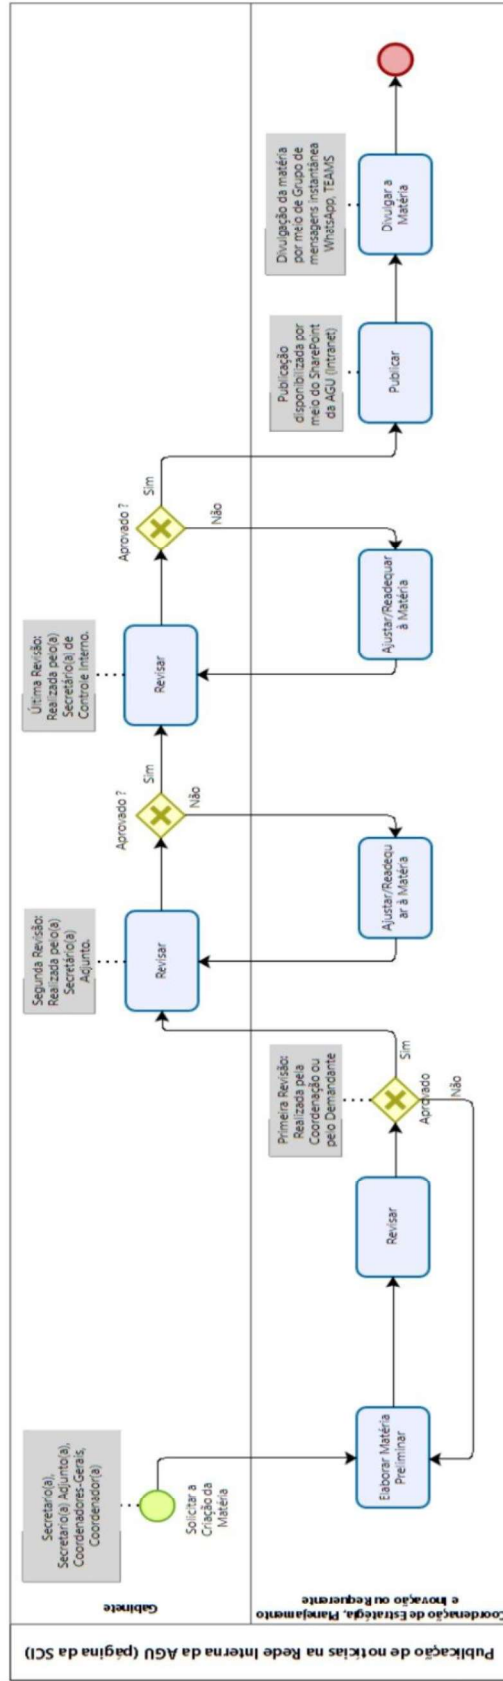 Publicação de notícias na Rede Interna da AGU (página da SCI)
Gabinete
Coordenação de Estratégia, Planejamento
e Inovação ou Requerente
Secretario(a),
Secretario(a) Adjunto(a),
Coordenadores-Gerais,
Coordenador(a)
Solicitar a
Criação da
Matéria
Elaborar Matéria
Preliminar
Revisar
Primeira Revisão:
Realizada pela
Coordenação ou
pelo Demandante
Aprovado
Sim
Não
Segunda Revisão:
Realizada pelo(a)
Secretário(a)
Adjunto.
Revisar
Aprovado ?
Sim
Não
Ajustar/Readequ
ar à Matéria
Última Revisão:
Realizada pelo(a)
Secretário(a) de
Controle Interno.
Revisar
Aprovado ?
Sim
Não
Ajustar/Readequar
à Matéria
Publicação
disponibilizada por
meio do SharePoint
da AGU (Intranet)
Publicar
Divulgação da matéria
por meio de Grupo de
mensagens instantânea
WhatsApp, TEAMS
Divulgar a
Matéria